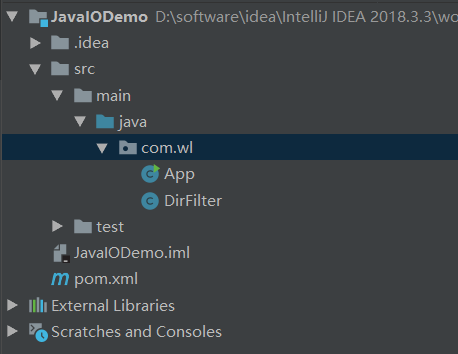 JavaIODemo D:\software\idea\IntelliJ IDEA 2018.3.3\wo
.idea
src
main
java
com.wl
App
DirFilter
test
JavaIODemo.iml
pom.xml
External Libraries
Scratches and Consoles